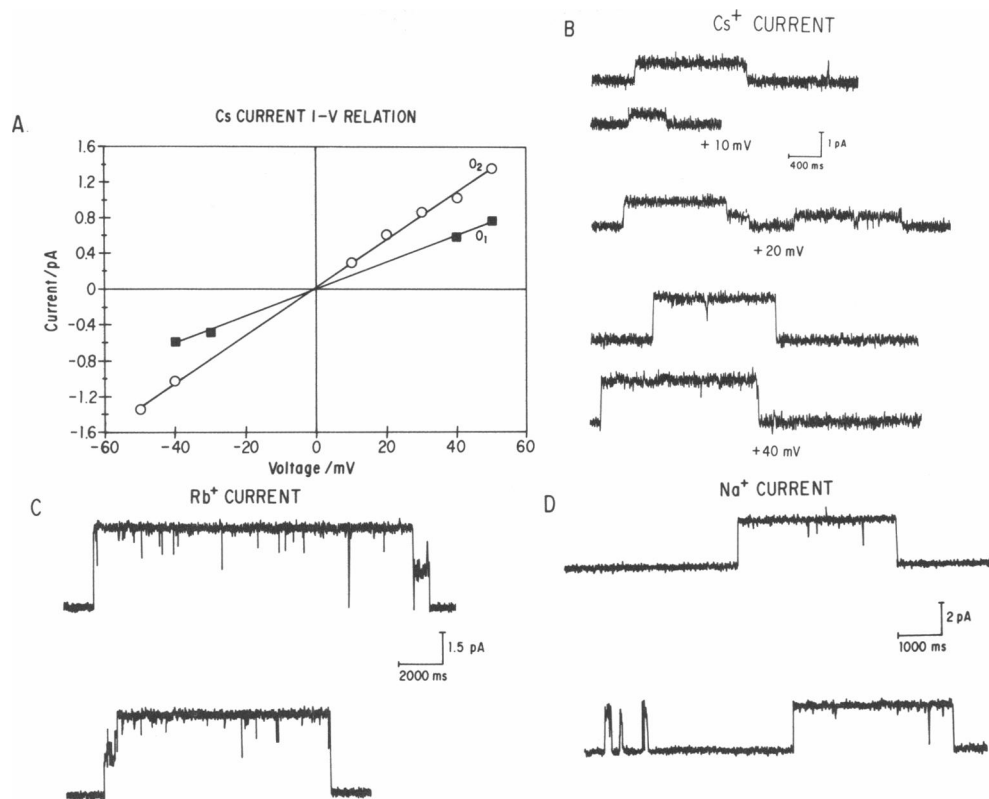 A.
Cs CURRENT I-V RELATION
Current/pA
1.6
1.2
0.8
0.4
0
-0.4
-0.8
-1.2
-1.6
O2
O1
-60
-40
-20
0
20
40
60
Voltage /mV
B
Cs+ CURRENT
+ 10 mV
1 pA
400 ms
+20 mV
+40 mV
C
Rb+ CURRENT
1.5 pA
2000 ms
D
Na+ CURRENT
2 pA
1000 ms